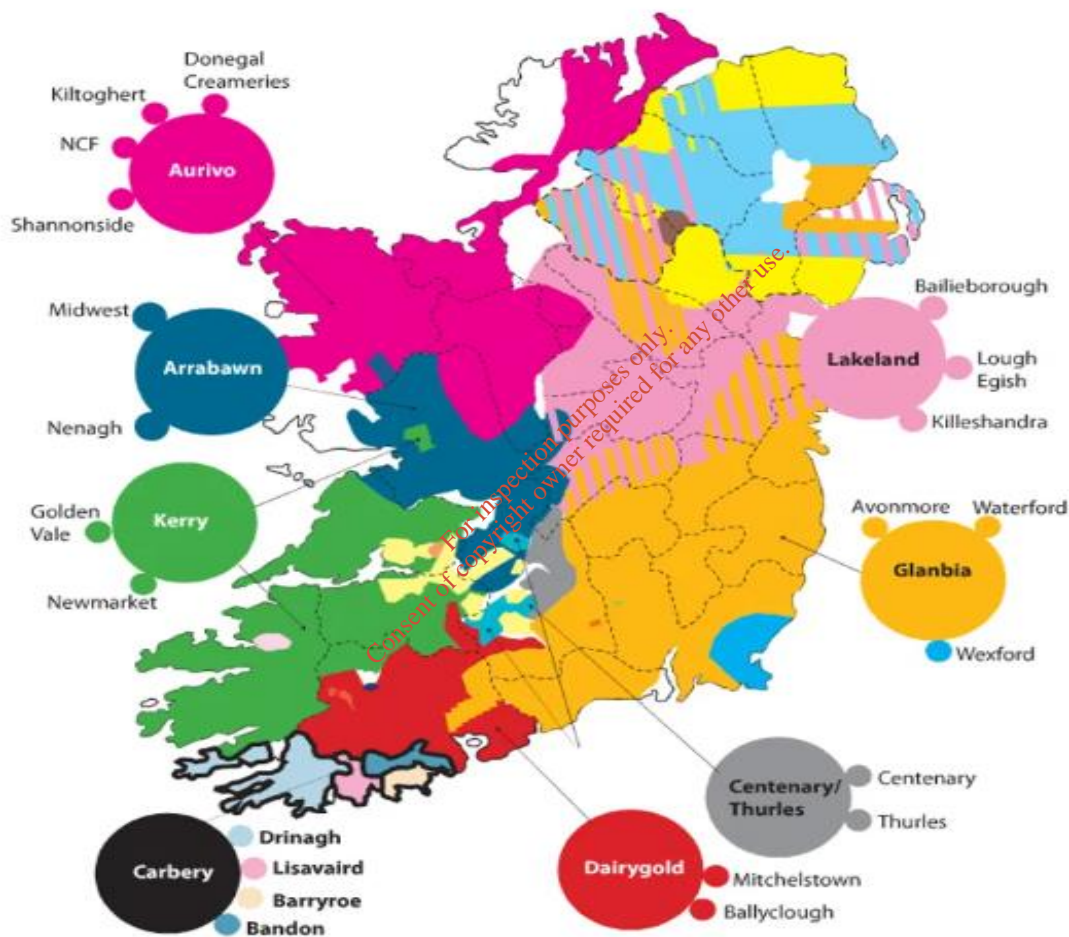 Donegal
Creameries
Kiltoghert
NCF
Aurivo
Shannonside
Midwest
Arrabawn
Nenagh
Golden
Vale
Kerry
Newmarket
Bailieborough
Lakeland
Lough
Egish
Killeshandra
Avonmore
Waterford
Glanbia
Wexford
Centenary/
Thurles
Centenary
Thurles
Dairygold
Mitchelstown
Ballyclough
Carbery
Drinagh
Lisavaird
Barryroe
Bandon
For inspection purposes only.
Consent of copyright owner required for any other use.